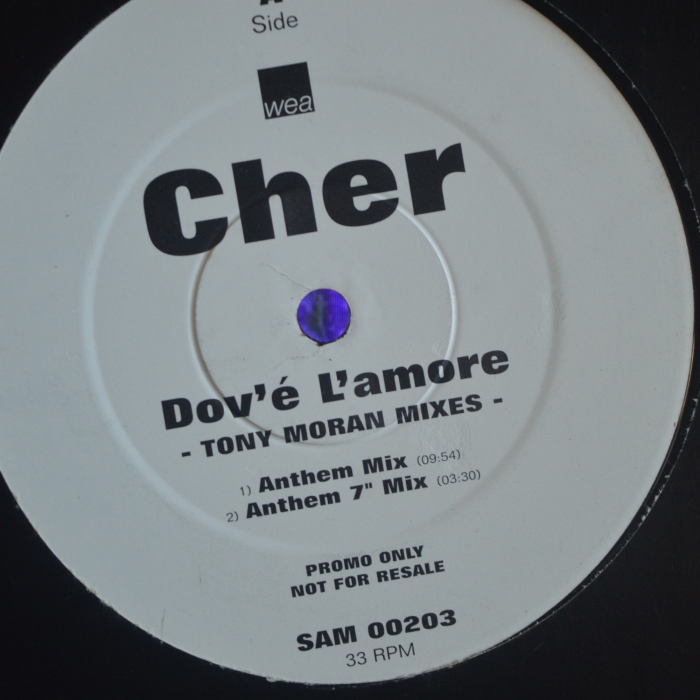 A
Side
wea
Cher
Dov'é L'amore
- TONY MORAN MIXES -
1) Anthem Mix (09:54)
2) Anthem 7" Mix (03:30)
PROMO ONLY
NOT FOR RESALE
SAM 00203
33 RPM